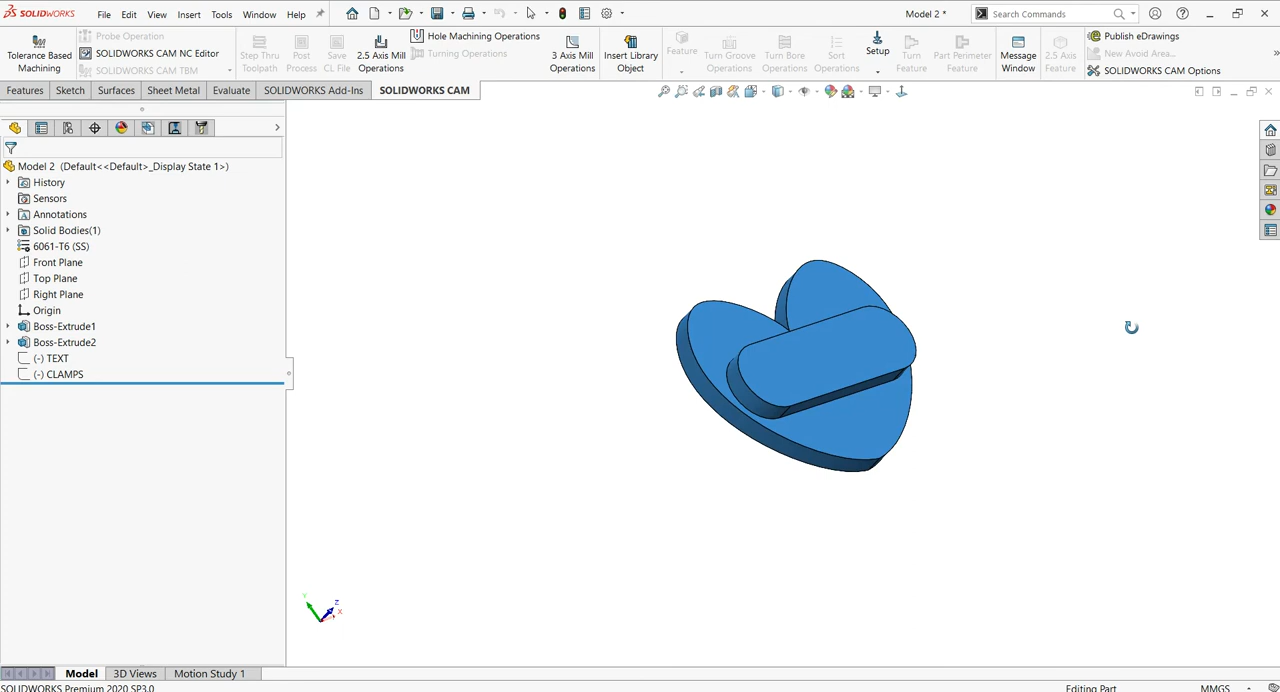 SOLIDWORKS File Edit View Insert Tools Window Help Model 2 * Search Commands
Tolerance Based Machining
Probe Operation
SOLIDWORKS CAM NC Editor
SOLIDWORKS CAM TBM
Step Thru Toolpath
Post Process
Save CL File
2.5 Axis Mill Operations
Hole Machining Operations
Turning Operations
3 Axis Mill Operations
Insert Library Object
Feature
Turn Groove Operations
Turn Bore Operations
Sort Operations
Setup
Turn Feature
Part Perimeter Feature
Message Window
2.5 Axis Feature
Publish eDrawings
New Avoid Area...
SOLIDWORKS CAM Options
Features Sketch Surfaces Sheet Metal Evaluate SOLIDWORKS Add-Ins SOLIDWORKS CAM
Model 2 (Default<<Default>_Display State 1>)
History
Sensors
Annotations
Solid Bodies(1)
6061-T6 (SS)
Front Plane
Top Plane
Right Plane
Origin
Boss-Extrude1
Boss-Extrude2
(-) TEXT
(-) CLAMPS
Y
Z
X
Model 3D Views Motion Study 1
SOLIDWORKS Premium 2020 SP3.0 Editing Part MMGS